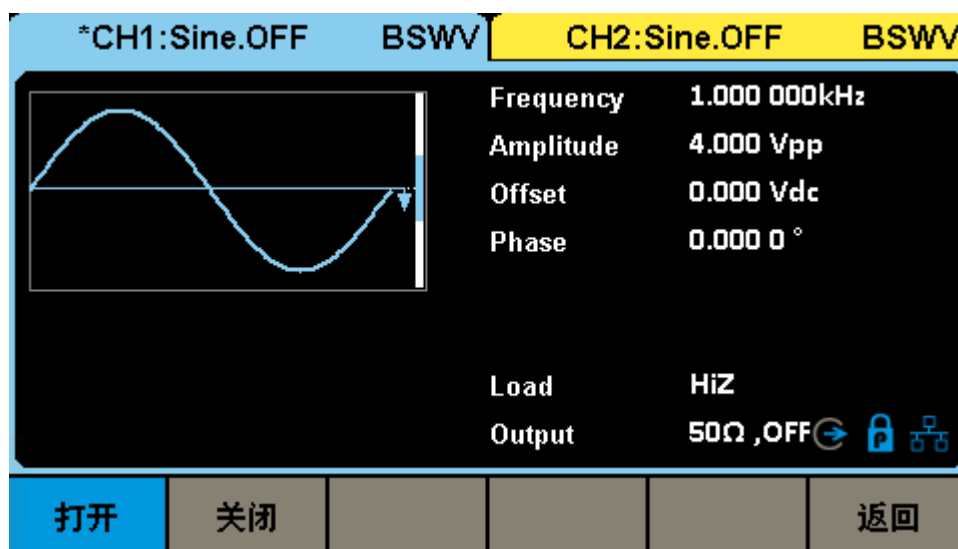 *CH1:Sine.OFF BSWV CH2:Sine.OFF BSWV
Frequency 1.000 000kHz
Amplitude 4.000 Vpp
Offset 0.000 Vdc
Phase 0.000 0 °
Load HiZ
Output 50Ω ,OFF P
打开 关闭 返回